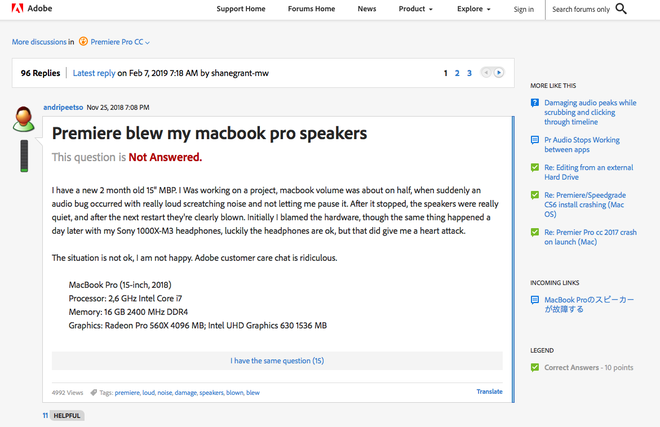 Adobe
Support Home
Forums Home
News
Product
Explore
Sign in
Search forums only
More discussions in Premiere Pro CC
96 Replies
Latest reply on Feb 7, 2019 7:18 AM by shanegrant-mw
1 2 3
andripeetso Nov 25, 2018 7:08 PM
Premiere blew my macbook pro speakers
This question is Not Answered.
I have a new 2 month old 15" MBP. I Was working on a project, macbook volume was about on half, when suddenly an
audio bug occurred with really loud screatching noise and not letting me pause it. After it stopped, the speakers were really
quiet, and after the next restart they're clearly blown. Initially I blamed the hardware, though the same thing happened a
day later with my Sony 1000X-M3 headphones, luckily the headphones are ok, but that did give me a heart attack.
The situation is not ok, I am not happy. Adobe customer care chat is ridiculous.
MacBook Pro (15-inch, 2018)
Processor: 2,6 GHz Intel Core i7
Memory: 16 GB 2400 MHz DDR4
Graphics: Radeon Pro 560X 4096 MB; Intel UHD Graphics 630 1536 MB
I have the same question (15)
4992 Views
Tags: premiere, loud, noise, damage, speakers, blown, blew
Translate
11 HELPFUL
MORE LIKE THIS
Damaging audio peaks while
scrubbing and clicking
through timeline
Pr Audio Stops Working
between apps
Re: Editing from an external
Hard Drive
Re: Premiere/Speedgrade
CS6 install crashing (Mac
OS)
Re: Premier Pro cc 2017 crash
on launch (Mac)
INCOMING LINKS
MacBook Proのスピーカー
が故障する
LEGEND
Correct Answers - 10 points